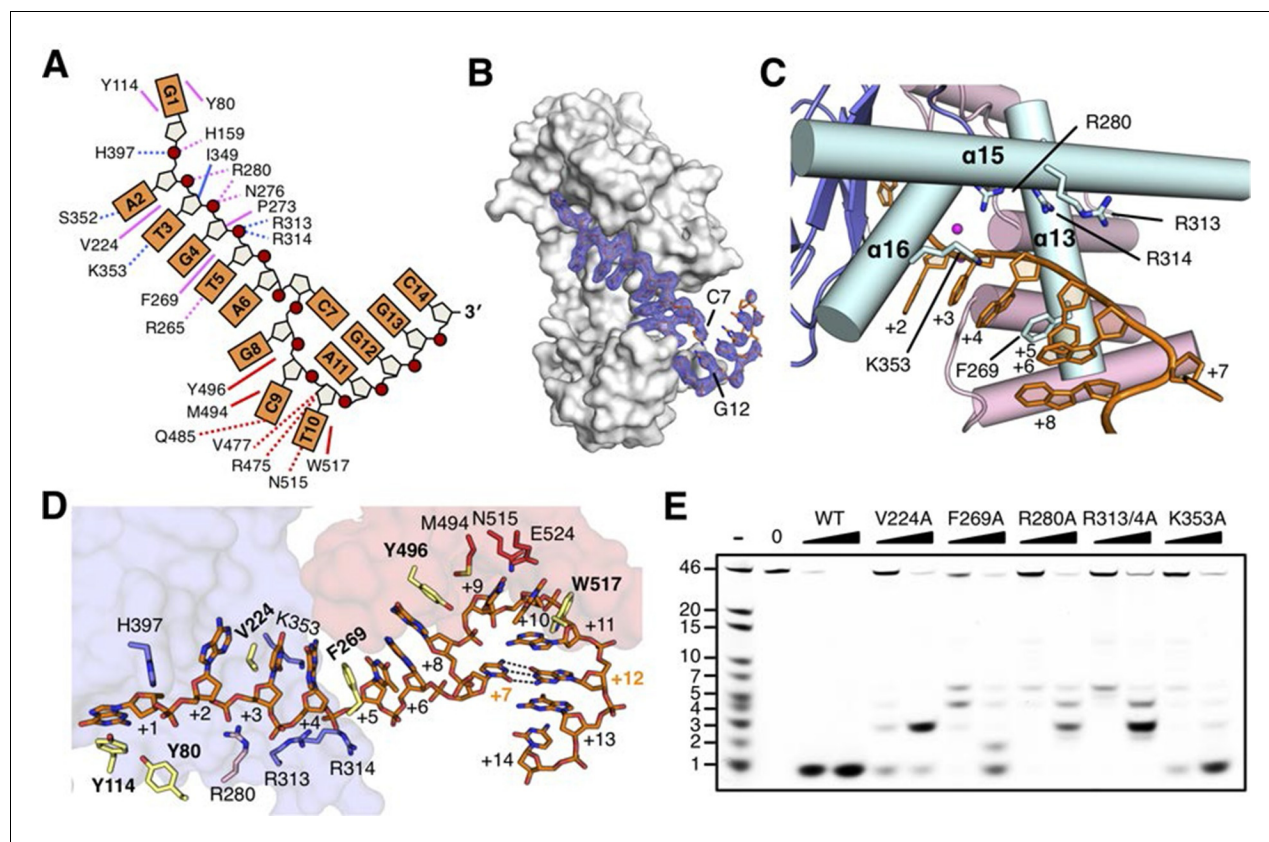 A
Y114
G1
Y80
H159
H397
I349
R280
N276
P273
R313
R314
A2
S352
V224
T3
K353
G4
T5
F269
R265
A6
C7
G8
A11
G12
G13
C14
3′
Y496
M494
C9
Q485
V477
T10
R475
W517
N515
B
C7
G12
C
R280
α15
R313
α16
α13
R314
+2
+3
+4
K353
F269
+5
+6
+7
+8
D
M494 N515
E524
Y496
W517
+9
H397
V224
K353
F269
+10
+11
+8
+12
+7
+1
+2
+3
+4
+5
+6
+13
+14
Y80
Y114
R280
R313
R314
E
WT V224A F269A R280A R313/4A K353A
- 0
46
20
15
10
7
5
4
3
2
1